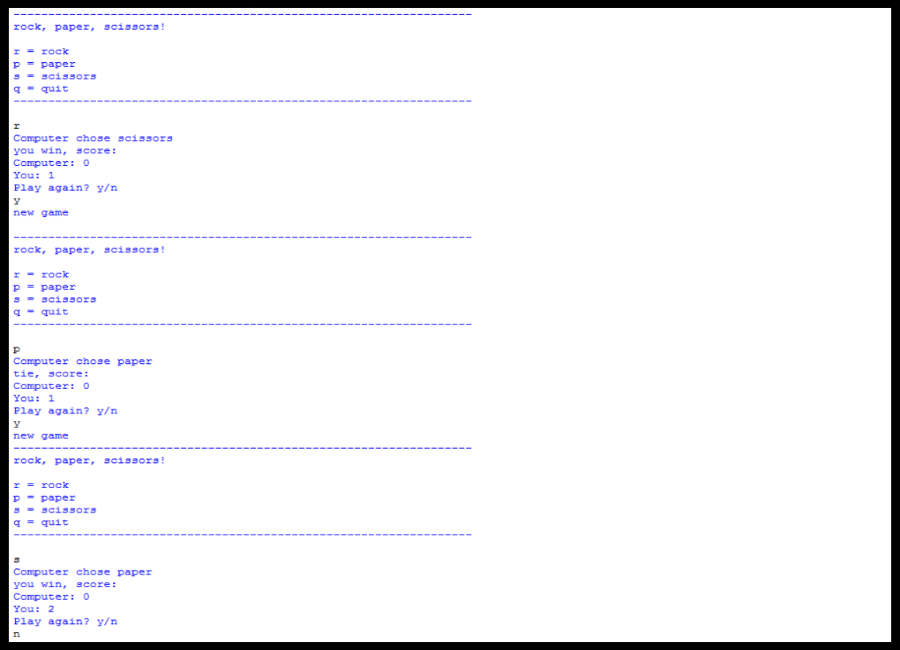 ------------------------------------------------------------------
rock, paper, scissors!
r = rock
p = paper
s = scissors
q = quit
------------------------------------------------------------------
r
Computer chose scissors
you win, score:
Computer: 0
You: 1
Play again? y/n
y
new game
------------------------------------------------------------------
rock, paper, scissors!
r = rock
p = paper
s = scissors
q = quit
------------------------------------------------------------------
p
Computer chose paper
tie, score:
Computer: 0
You: 1
Play again? y/n
y
new game
------------------------------------------------------------------
rock, paper, scissors!
r = rock
p = paper
s = scissors
q = quit
------------------------------------------------------------------
s
Computer chose paper
you win, score:
Computer: 0
You: 2
Play again? y/n
n